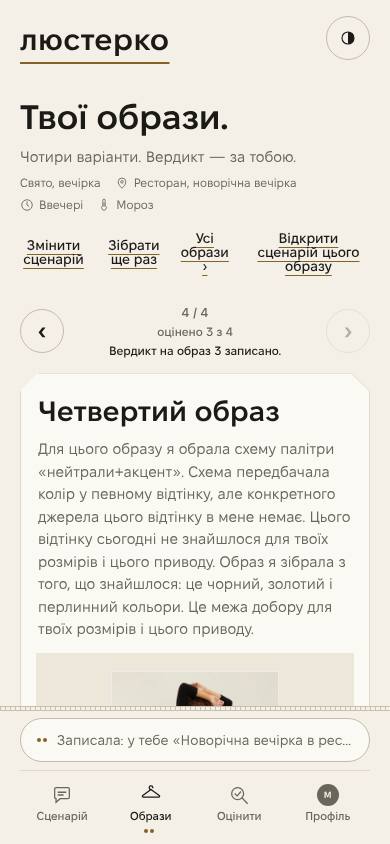 люстерко
Твої образи.
Чотири варіанти. Вердикт — за тобою.
Свято, вечірка Ресторан, новорічна вечірка
Ввечері Мороз
Змінити сценарій
Зібрати ще раз
Усі образи ›
Відкрити сценарій цього образу
‹
4 / 4
›
оцінено 3 з 4
Вердикт на образ 3 записано.
Четвертий образ
Для цього образу я обрала схему палітри
«нейтрали+акцент». Схема передбачала
колір у певному відтінку, але конкретного
джерела цього відтінку в мене немає. Цього
відтінку сьогодні не знайшлося для твоїх
розмірів і цього приводу. Образ я зібрала з
того, що знайшлося: це чорний, золотий і
перлинний кольори. Це межа добору для
твоїх розмірів і цього приводу.
Записала: у тебе «Новорічна вечірка в рес...
М
Сценарій Образи Оцінити Профіль